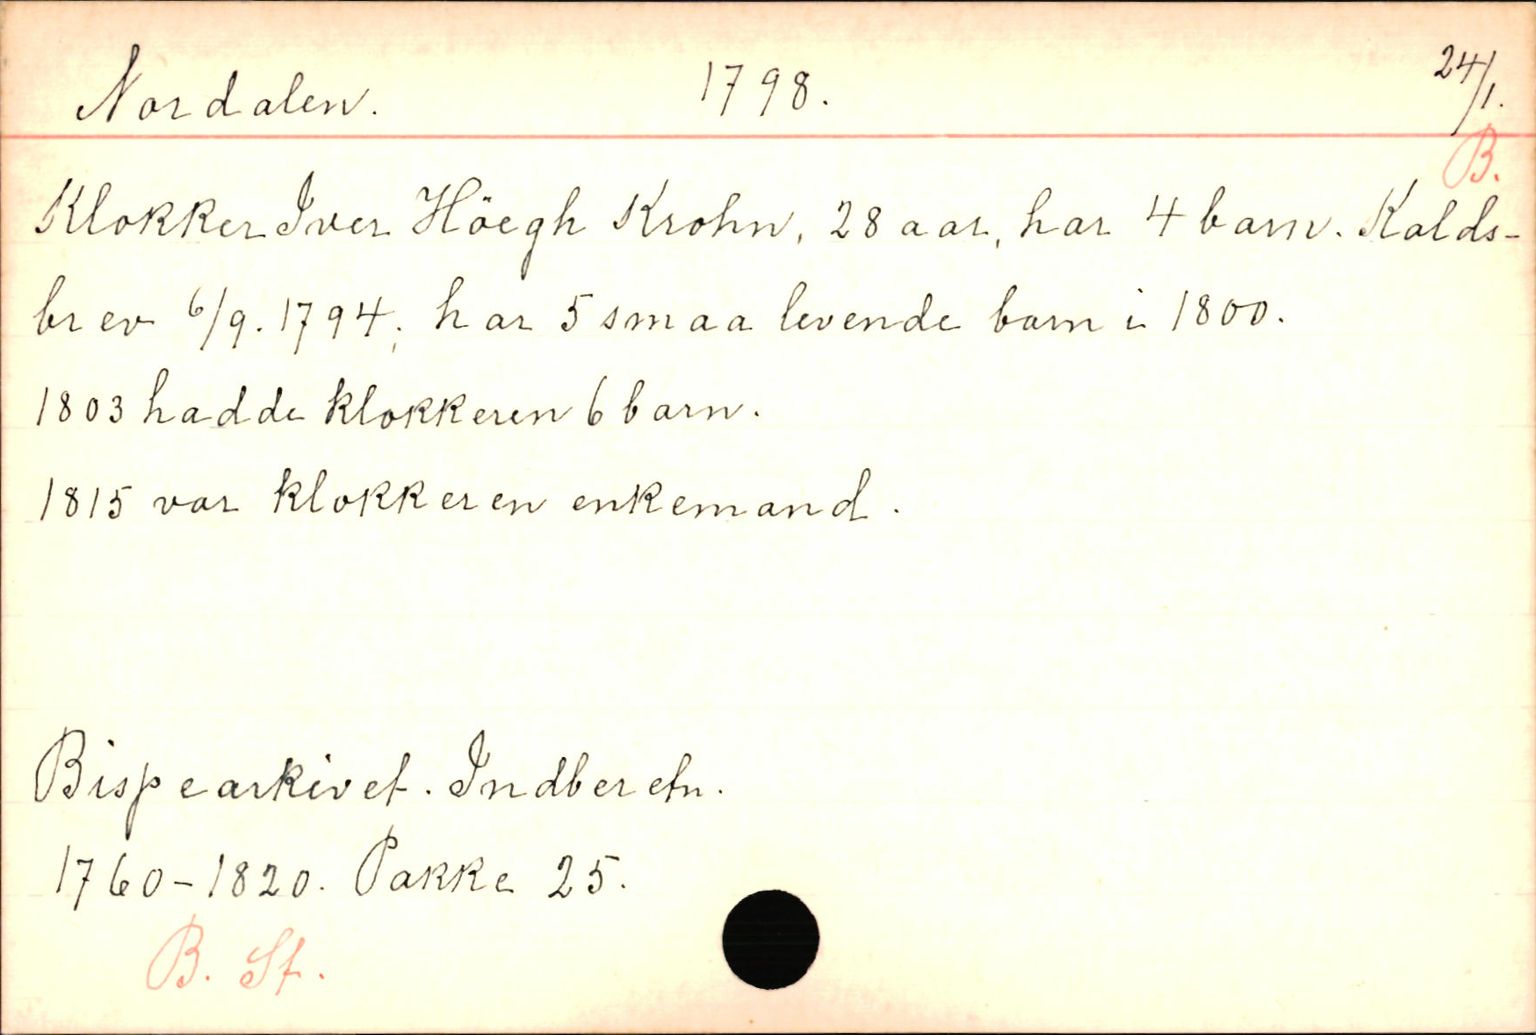 Nordalen. 1798. 24/1.
B.
Klokker Iver Höegh Krohn, 28 aar, har 4 barn. Kalds-
brev 6/9. 1794; har 5 smaa levende barn i 1800.
1803 hadde klokkeren 6 barn.
1815 var klokkeren enkemand.
Bispearkivet. Indberetn.
1760-1820. Pakke 25.
B. St.